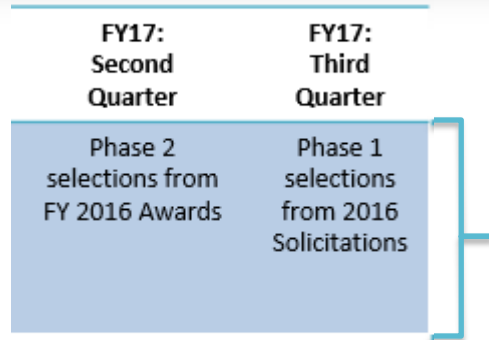 FY17:
Second
Quarter
FY17:
Third
Quarter
Phase 2
selections from
FY 2016 Awards
Phase 1
selections
from 2016
Solicitations